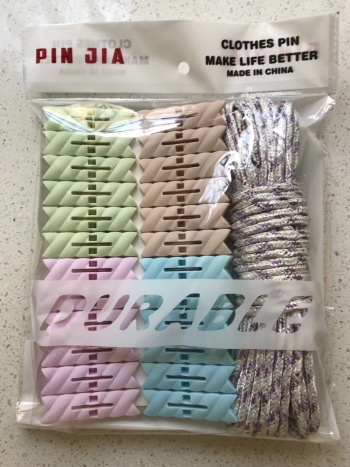 PIN JIA
CLOTHES PIN
MAKE LIFE BETTER
MADE IN CHINA
DURABLE